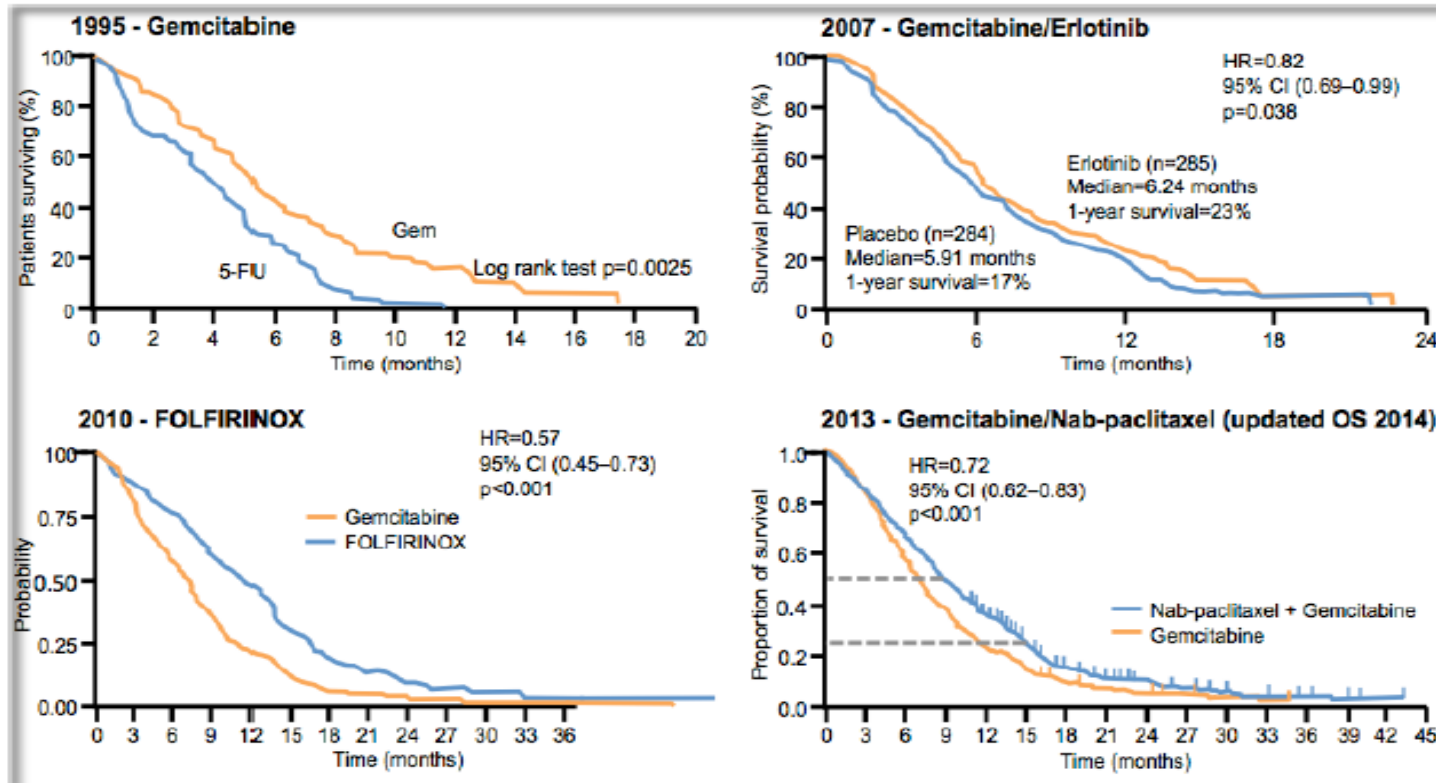 1995 - Gemcitabine
Patients surviving (%)
100
80
60
40
20
0
Gem
5-FIU
Log rank test p=0.0025
0 2 4 6 8 10 12 14 16 18 20
Time (months)
2007 - Gemcitabine/Erlotinib
Survival probability (%)
100
80
60
40
20
0
HR=0.82
95% CI (0.69–0.99)
p=0.038
Erlotinib (n=285)
Median=6.24 months
1-year survival=23%
Placebo (n=284)
Median=5.91 months
1-year survival=17%
0 6 12 18 24
Time (months)
2010 - FOLFIRINOX
Probability
100
0.75
0.50
0.25
0.00
HR=0.57
95% CI (0.45–0.73)
p<0.001
Gemcitabine
FOLFIRINOX
0 3 6 9 12 15 18 21 24 27 30 33 36
Time (months)
2013 - Gemcitabine/Nab-paclitaxel (updated OS 2014)
Proportion of survival
1.0
0.8
0.6
0.4
0.2
0.0
HR=0.72
95% CI (0.62–0.83)
p<0.001
Nab-paclitaxel + Gemcitabine
Gemcitabine
0 3 6 9 12 15 18 21 24 27 30 33 36 39 42 45
Time (months)